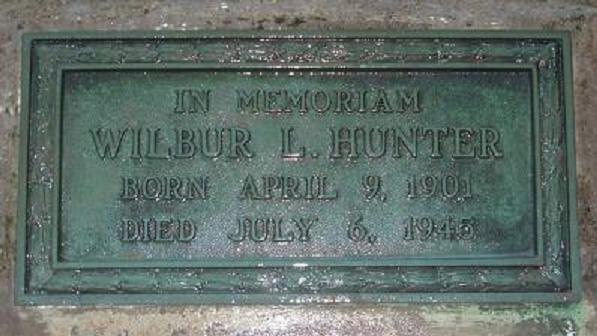 IN MEMORIAM
WILBUR L. HUNTER
BORN APRIL 9, 1901
DIED JULY 6, 1945